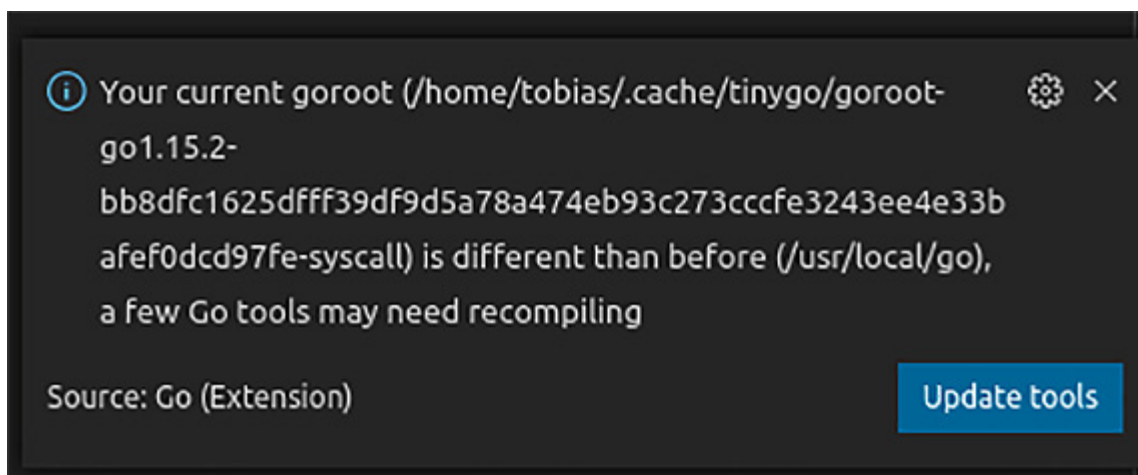 Your current goroot (/home/tobias/.cache/tinygo/goroot-
go1.15.2-
bb8dfc1625dfff39df9d5a78a474eb93c273cccfe3243ee4e33b
afef0dcd97fe-syscall) is different than before (/usr/local/go),
a few Go tools may need recompiling
Source: Go (Extension)
Update tools